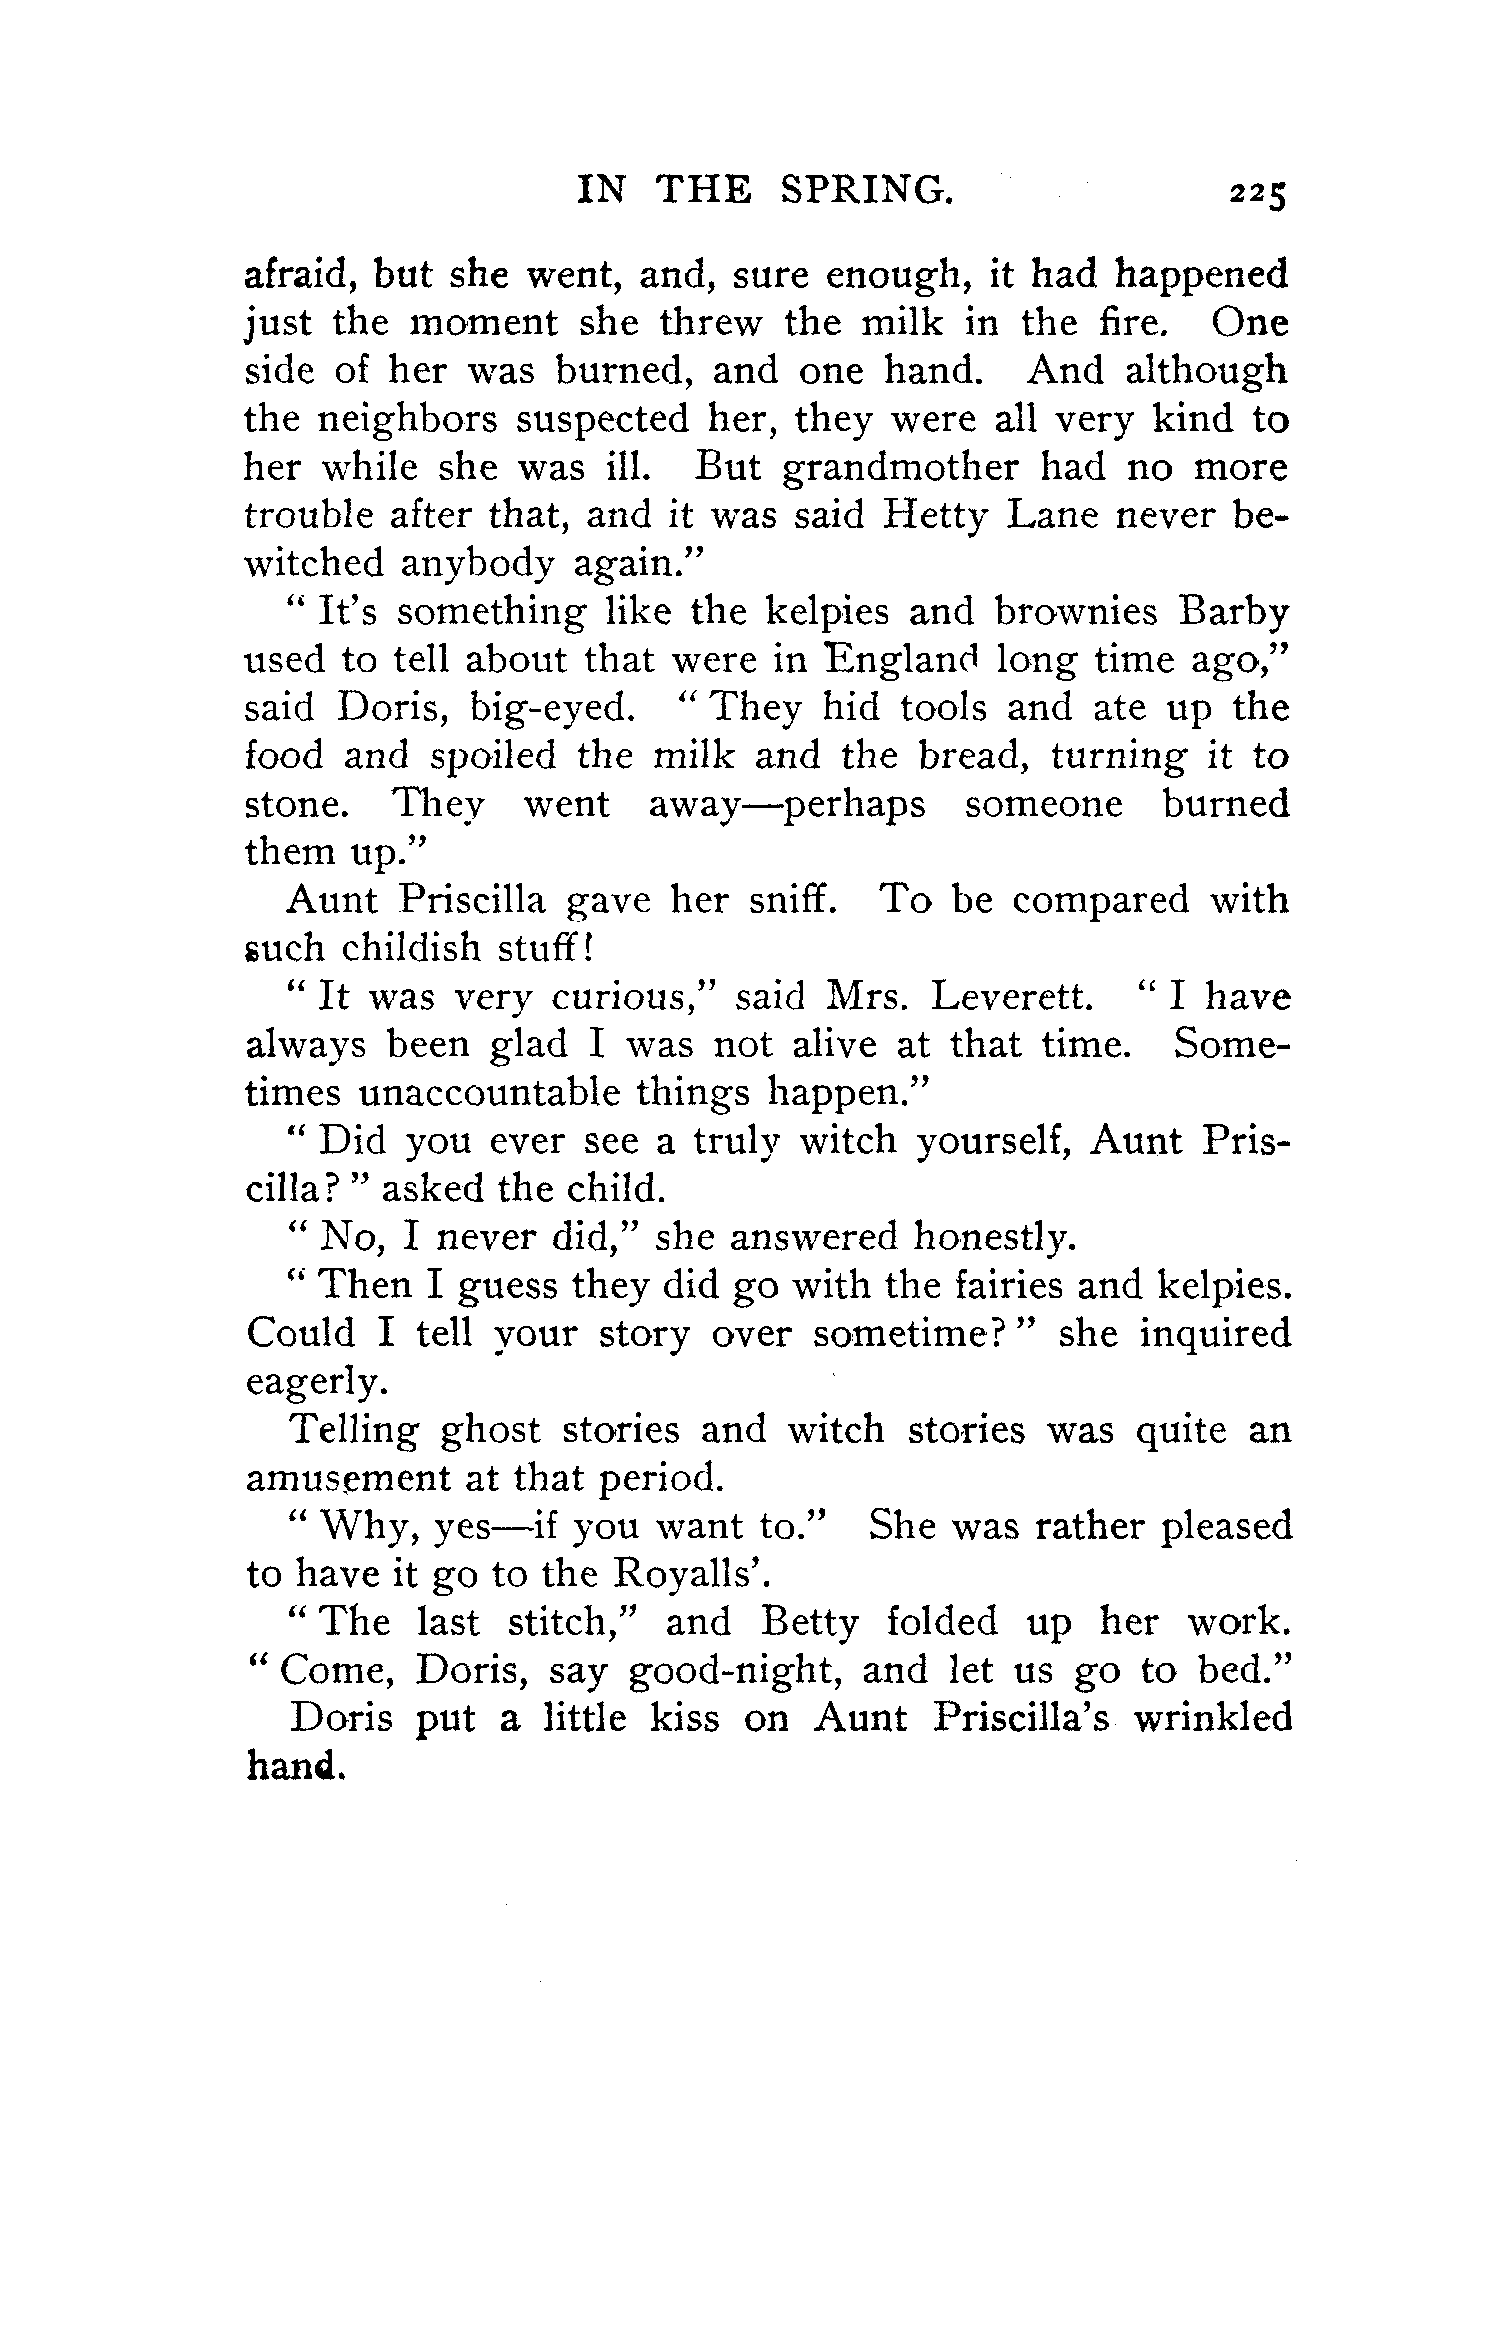 IN THE SPRING. 225
afraid, but she went, and, sure enough, it had happened
just the moment she threw the milk in the fire. One
side of her was burned, and one hand. And although
the neighbors suspected her, they were all very kind to
her while she was ill. But grandmother had no more
trouble after that, and it was said Hetty Lane never be-
witched anybody again.”
“ It’s something like the kelpies and brownies Barby
used to tell about that were in England long time ago,”
said Doris, big-eyed. “ They hid tools and ate up the
food and spoiled the milk and the bread, turning it to
stone. They went away—perhaps someone burned
them up.”
Aunt Priscilla gave her sniff. To be compared with
such childish stuff!
“ It was very curious,” said Mrs. Leverett. “ I have
always been glad I was not alive at that time. Some-
times unaccountable things happen.”
“ Did you ever see a truly witch yourself, Aunt Pris-
cilla? ” asked the child.
“ No, I never did,” she answered honestly.
“ Then I guess they did go with the fairies and kelpies.
Could I tell your story over sometime? ” she inquired
eagerly.
Telling ghost stories and witch stories was quite an
amusement at that period.
“ Why, yes—if you want to.” She was rather pleased
to have it go to the Royalls’.
“ The last stitch,” and Betty folded up her work.
“ Come, Doris, say good-night, and let us go to bed.”
Doris put a little kiss on Aunt Priscilla’s wrinkled
hand.